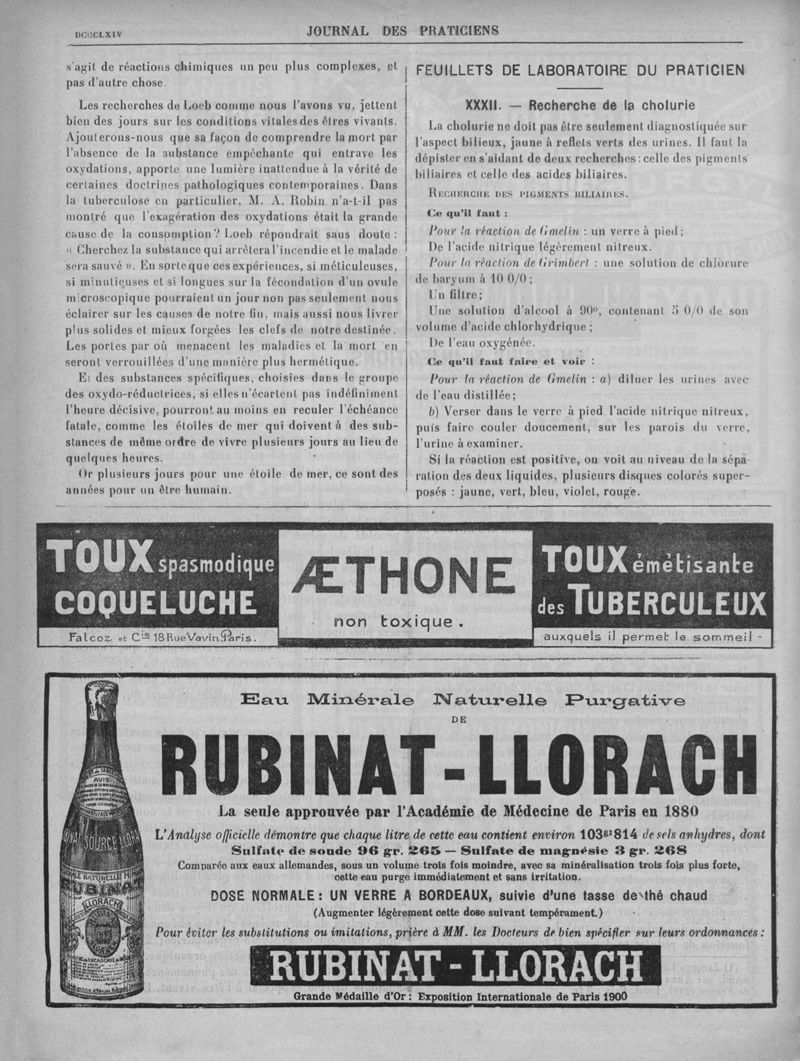 DCCCLXIV
JOURNAL DES PRATICIENS
s'agit de réactions chimiques un peu plus complexes, et
pas d'autre chose.
Les recherches de Loeb comme nous l'avons vu, jettent
bien des jours sur les conditions vitales des êtres vivants.
Ajouterons-nous que sa façon de comprendre la mort par
l'absence de la substance empêchante qui entrave les
oxydations, apporte une lumière inattendue à la vérité de
certaines doctrines pathologiques contemporaines. Dans
la tuberculose en particulier, M. A. Robin n'a-t-il pas
montré que l'exagération des oxydations était la grande
cause de la consomption ? Loeb répondrait sans doute :
« Cherchez la substance qui arrêtera l'incendie et le malade
sera sauvé ». En sorte que ces expériences, si méticuleuses,
si minutieuses et si longues sur la fécondation d'un ovule
microscopique pourraient un jour non pas seulement nous
éclairer sur les causes de notre fin, mais aussi nous livrer
plus solides et mieux forgées les clefs de notre destinée.
Les portes par où menacent les maladies et la mort en
seront verrouillées d'une manière plus hermétique.
Et des substances spécifiques, choisies dans le groupe
des oxydo-réductrices, si elles n'écartent pas indéfiniment
l'heure décisive, pourront au moins en reculer l'échéance
fatale, comme les étoiles de mer qui doivent à des sub-
stances de même ordre de vivre plusieurs jours au lieu de
quelques heures.
Or plusieurs jours pour une étoile de mer, ce sont des
années pour un être humain.
FEUILLETS DE LABORATOIRE DU PRATICIEN
XXXII. — Recherche de la cholurie
La cholurie ne doit pas être seulement diagnostiquée sur
l'aspect bilieux, jaune à reflets verts des urines. Il faut la
dépister en s'aidant de deux recherches : celle des pigments
biliaires et celle des acides biliaires.
RECHERCHE DES PIGMENTS BILIAIRES.
Ce qu'il faut :
Pour la réaction de Gmelin : un verre à pied ;
De l'acide nitrique légèrement nitreux.
Pour la réaction de Grimbert : une solution de chlorure
de baryum à 10 0/0 ;
Un filtre ;
Une solution d'alcool à 90°, contenant 5 0/0 de son
volume d'acide chlorhydrique ;
De l'eau oxygénée.
Ce qu'il faut faire et voir :
Pour la réaction de Gmelin : a) diluer les urines avec
de l'eau distillée ;
b) Verser dans le verre à pied l'acide nitrique nitreux,
puis faire couler doucement, sur les parois du verre,
l'urine à examiner.
Si la réaction est positive, on voit au niveau de la sépa-
ration des deux liquides, plusieurs disques colorés super-
posés : jaune, vert, bleu, violet, rouge.
TOUX spasmodique
COQUELUCHE
Falcoz et Cie 18 Rue Vavin, Paris.
ÆTHONE
non toxique.
TOUX émètisante
des TUBERCULEUX
auxquels il permet le sommeil -
Eau Minérale Naturelle Purgative
DE
RUBINAT-LLORACH
La seule approuvée par l'Académie de Médecine de Paris en 1880
L'Analyse officielle démontre que chaque litre de cette eau contient environ 103gr814 de sels anhydres, dont
Sulfate de soude 96 gr. 265 — Sulfate de magnésie 3 gr. 268
Comparée aux eaux allemandes, sous un volume trois fois moindre, avec sa minéralisation trois fois plus forte,
cette eau purge immédiatement et sans irritation.
DOSE NORMALE : UN VERRE A BORDEAUX, suivie d'une tasse de thé chaud
(Augmenter légèrement cette dose suivant tempérament.)
Pour éviter les substitutions ou imitations, prière à MM. les Docteurs de bien spécifier sur leurs ordonnances :
RUBINAT-LLORACH
Grande Médaille d'Or : Exposition Internationale de Paris 1900
AVIS
SOURCE LLORA
RUBINAT
LLORACH